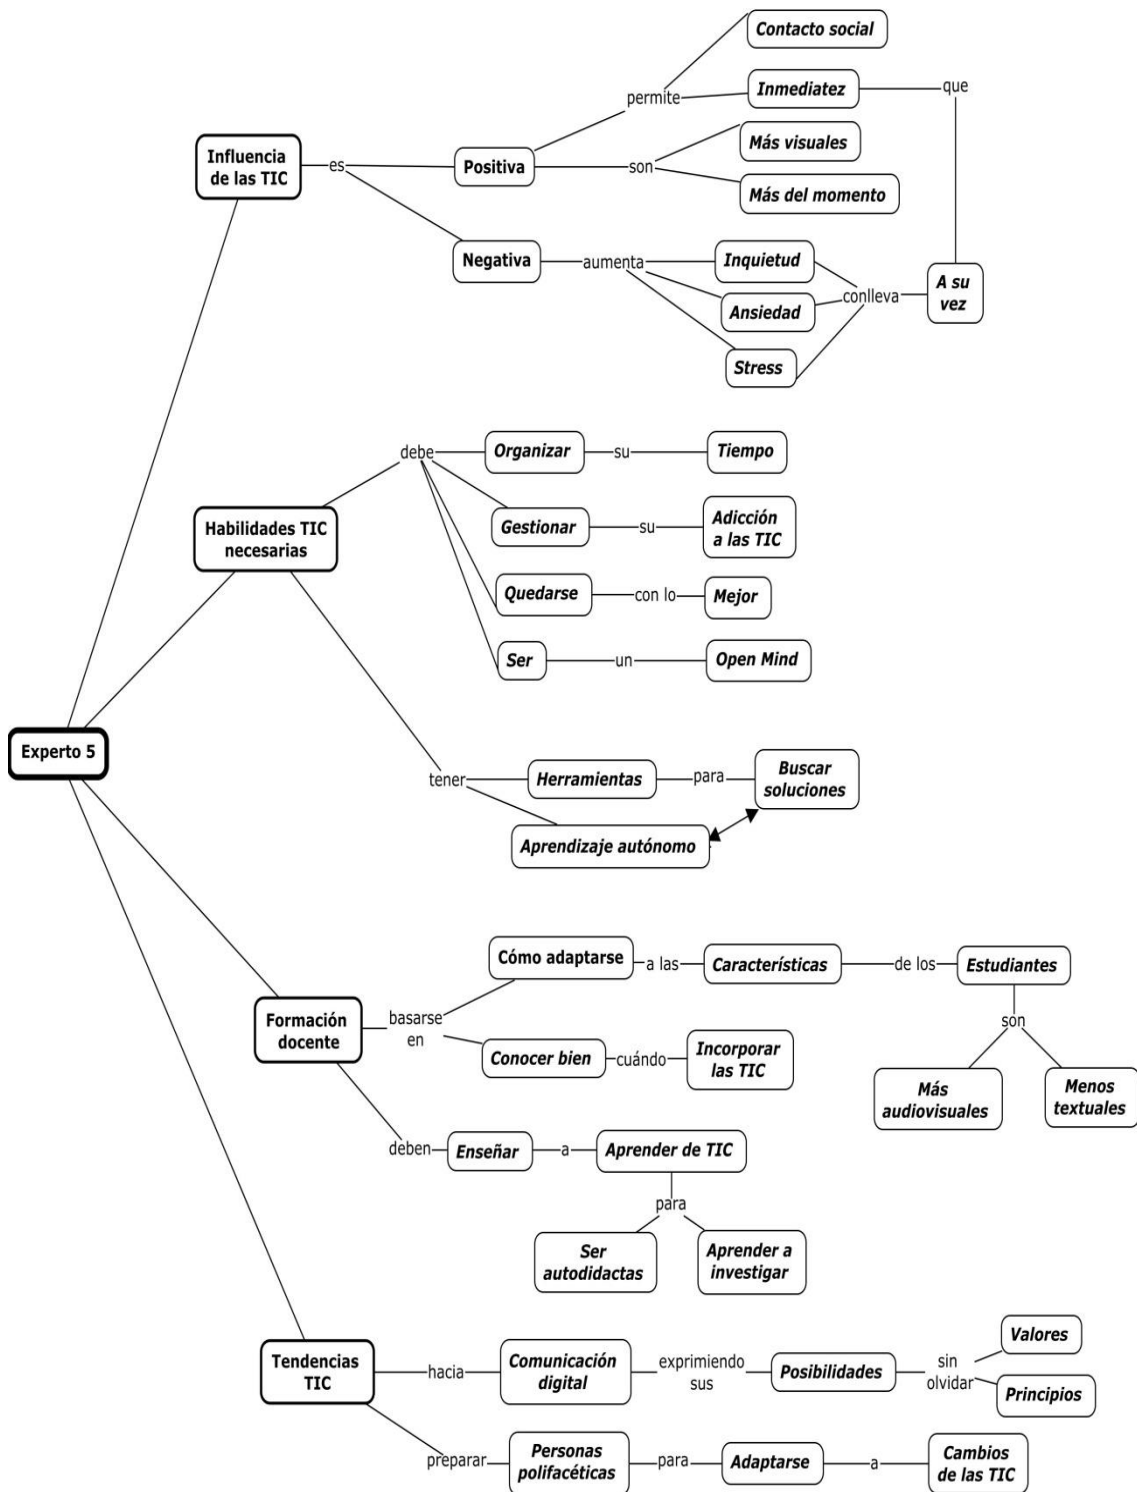 Contacto social
permite
Inmediatez
que
Influencia
de las TIC
es
Positiva
son
Más visuales
Más del momento
Negativa
aumenta
Inquietud
Ansiedad
Stress
conlleva
A su
vez
Habilidades TIC
necesarias
debe
Organizar
su
Tiempo
Gestionar
su
Adicción
a las TIC
Quedarse
con lo
Mejor
Ser
un
Open Mind
Experto 5
tener
Herramientas
para
Buscar
soluciones
Aprendizaje autónomo
Formación
docente
basarse
en
Cómo adaptarse
a las
Características
de los
Estudiantes
son
Más
audiovisuales
Menos
textuales
Conocer bien
cuándo
Incorporar
las TIC
deben
Enseñar
a
Aprender de TIC
para
Ser
autodidactas
Aprender a
investigar
Tendencias
TIC
hacia
Comunicación
digital
exprimiendo
sus
Posibilidades
sin
olvidar
Valores
Principios
preparar
Personas
polifacéticas
para
Adaptarse
a
Cambios
de las TIC